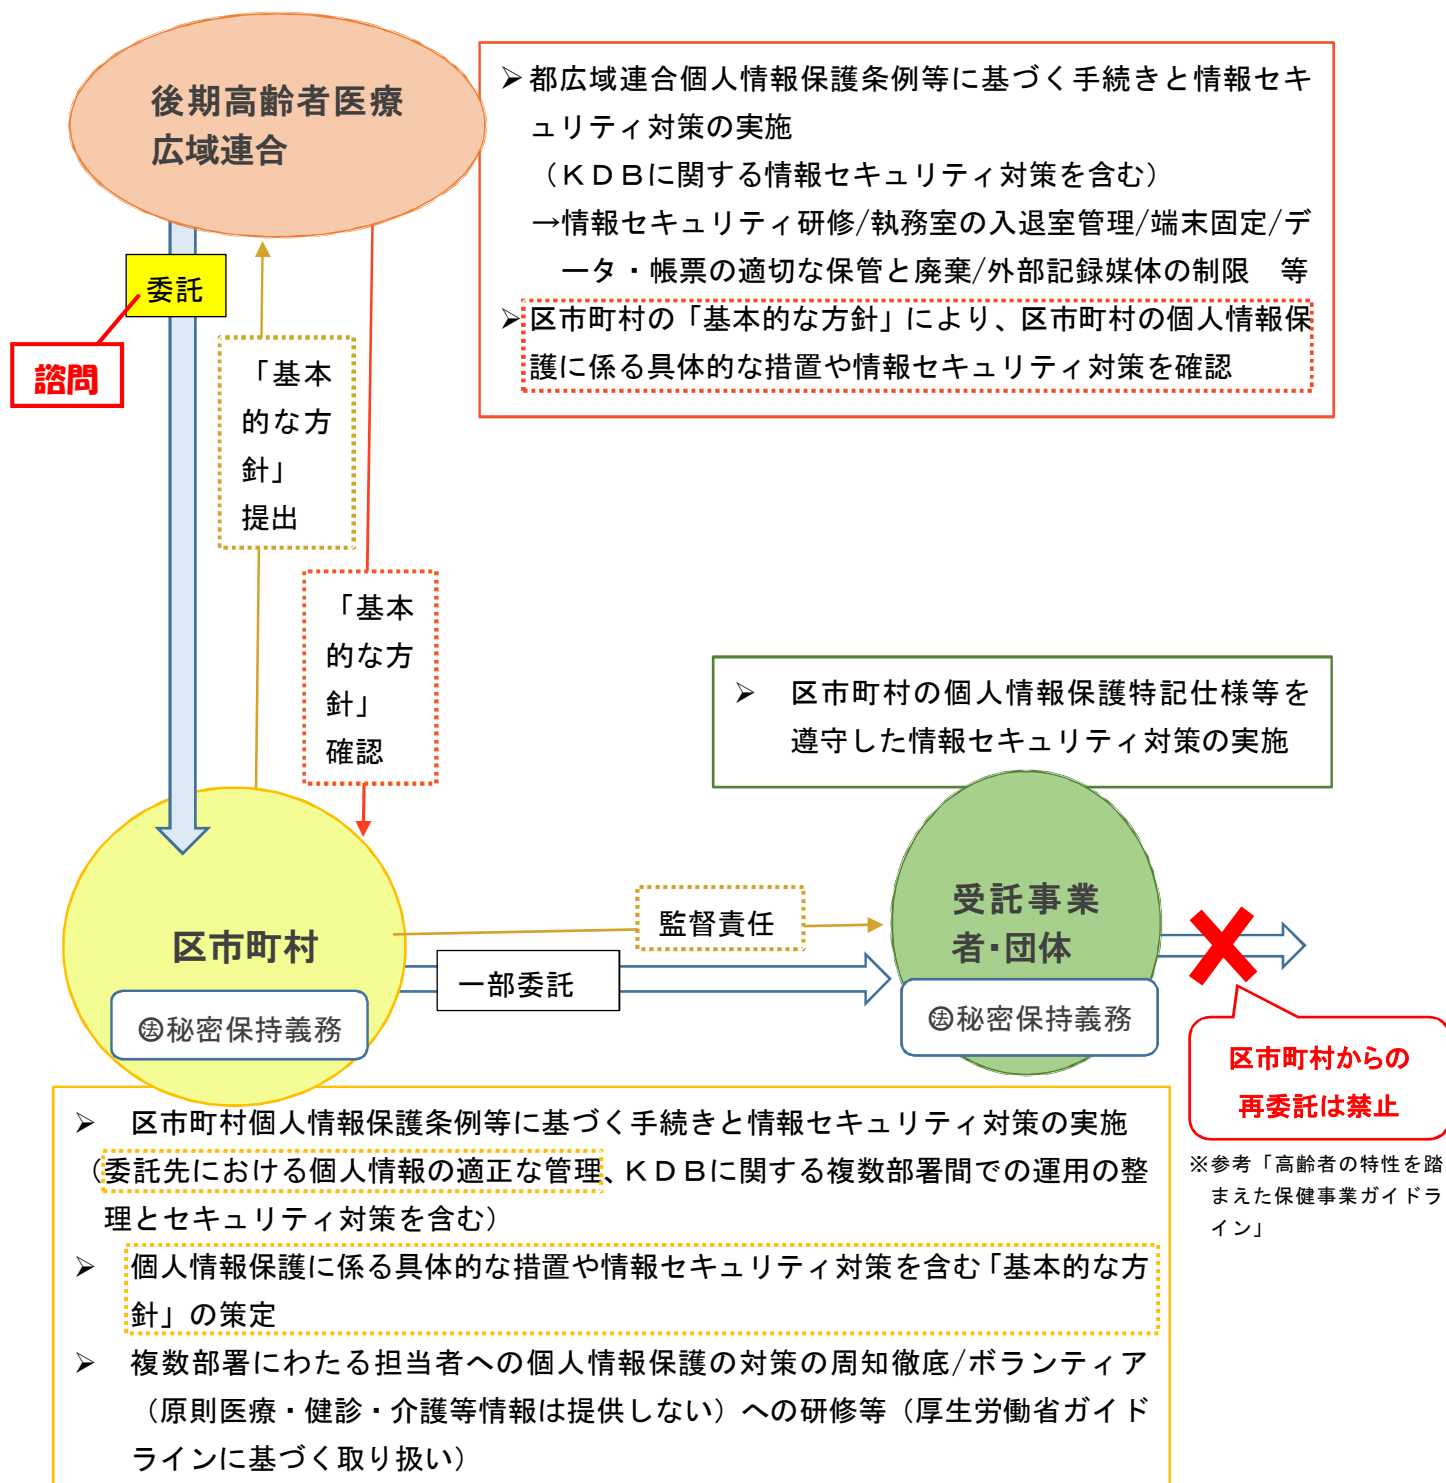 後期高齢者医療
広域連合
➢都広域連合個人情報保護条例等に基づく手続きと情報セキ
ュリティ対策の実施
（ＫＤＢに関する情報セキュリティ対策を含む）
→情報セキュリティ研修/執務室の入退室管理/端末固定/デ
ータ・帳票の適切な保管と廃棄/外部記録媒体の制限　等
➢区市町村の「基本的な方針」により、区市町村の個人情報保
護に係る具体的な措置や情報セキュリティ対策を確認
委託
諮問
「基本
的な方
針」
提出
「基本
的な方
針」
確認
➢　区市町村の個人情報保護特記仕様等を
遵守した情報セキュリティ対策の実施
区市町村
㊑秘密保持義務
監督責任
一部委託
受託事業
者・団体
㊑秘密保持義務
区市町村からの
再委託は禁止
※参考「高齢者の特性を踏
まえた保健事業ガイドラ
イン」
➢　区市町村個人情報保護条例等に基づく手続きと情報セキュリティ対策の実施
（委託先における個人情報の適正な管理、ＫＤＢに関する複数部署間での運用の整
理とセキュリティ対策を含む）
➢　個人情報保護に係る具体的な措置や情報セキュリティ対策を含む「基本的な方
針」の策定
➢　複数部署にわたる担当者への個人情報保護の対策の周知徹底/ボランティア
（原則医療・健診・介護等情報は提供しない）への研修等（厚生労働省ガイド
ラインに基づく取り扱い）